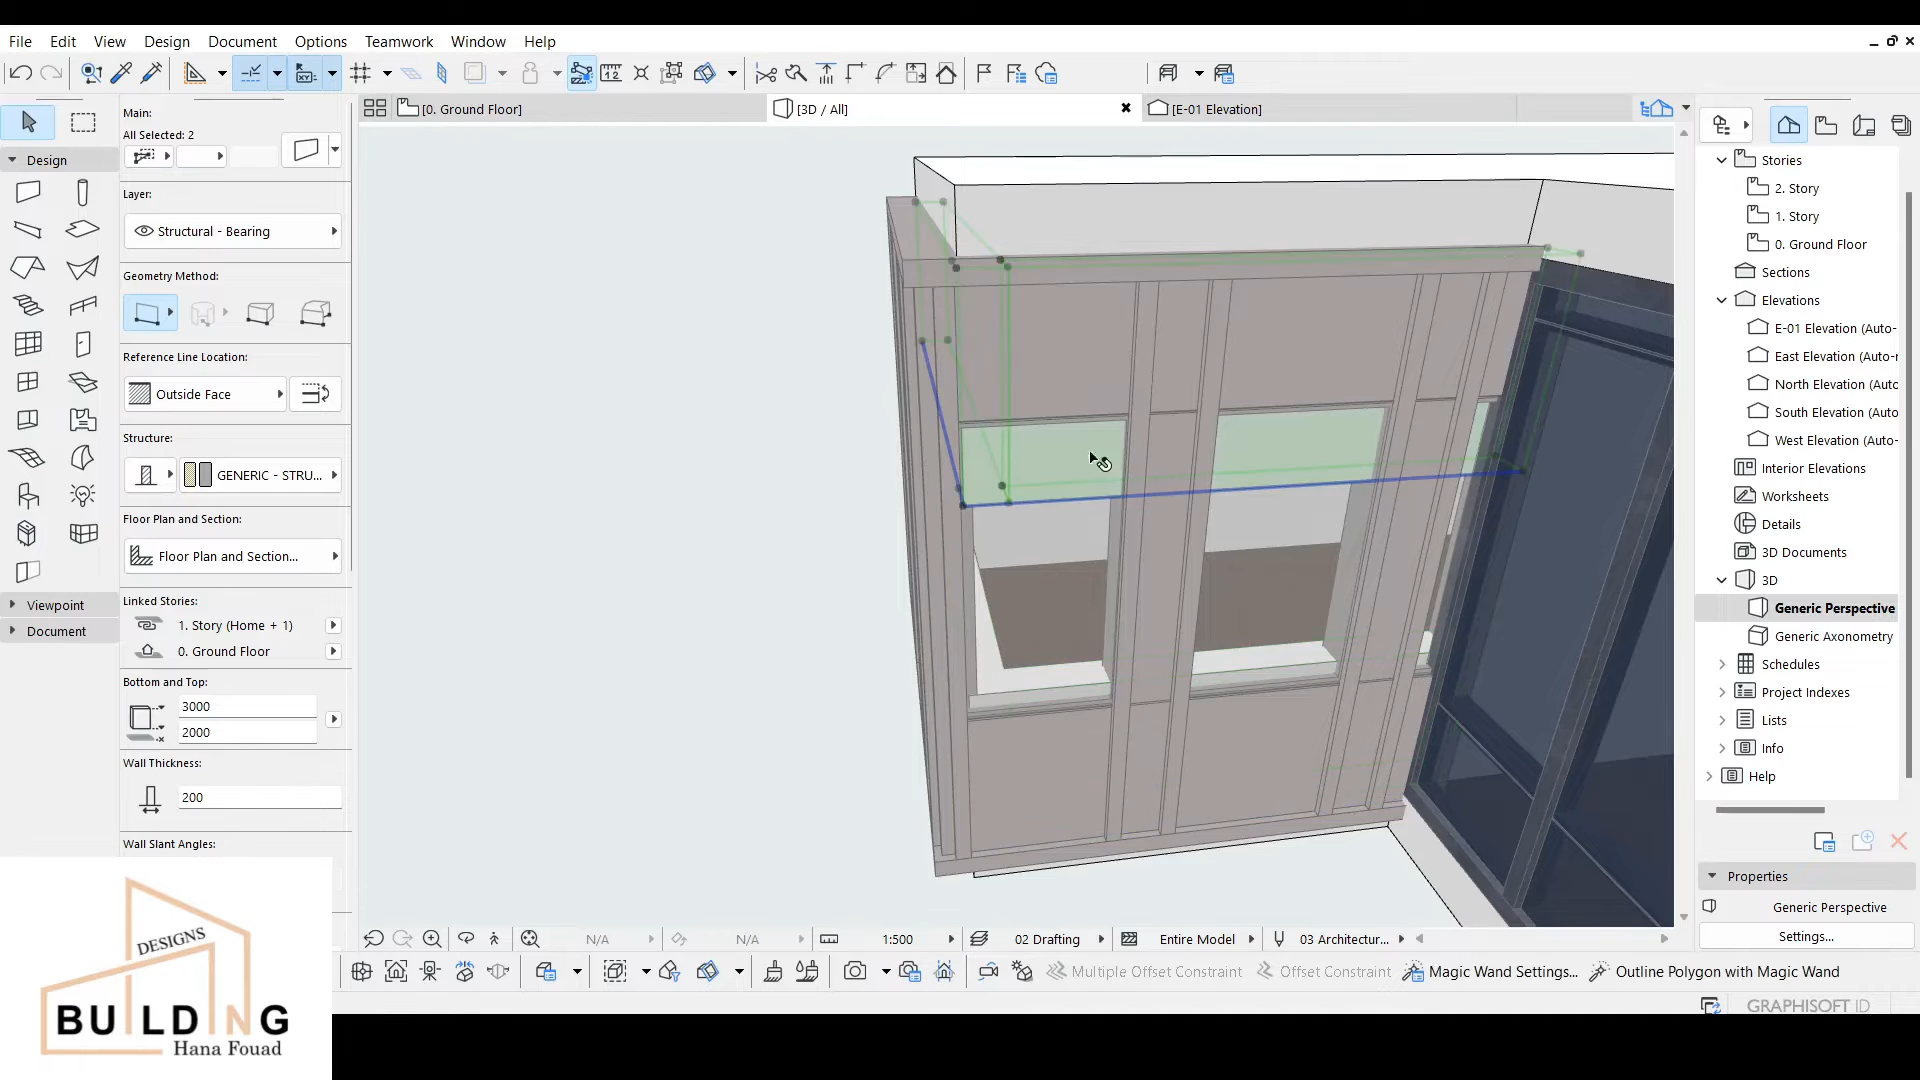 File Edit View Design Document Options Teamwork Window Help
[0. Ground Floor]
[3D / All]
[E-01 Elevation]
Main:
All Selected: 2
Design
Layer:
Structural - Bearing
Geometry Method:
Reference Line Location:
Outside Face
Structure:
GENERIC - STRU...
Floor Plan and Section:
Floor Plan and Section...
Linked Stories:
1. Story (Home + 1)
0. Ground Floor
Bottom and Top:
3000
2000
Wall Thickness:
200
Wall Slant Angles:
Viewpoint
Document
Stories
2. Story
1. Story
0. Ground Floor
Sections
Elevations
E-01 Elevation (Auto-
East Elevation (Auto-r
North Elevation (Auto
South Elevation (Auto
West Elevation (Auto-
Interior Elevations
Worksheets
Details
3D Documents
3D
Generic Perspective
Generic Axonometry
Schedules
Project Indexes
Lists
Info
Help
Properties
Generic Perspective
Settings...
N/A
N/A
1:500
02 Drafting
Entire Model
03 Architectur...
Multiple Offset Constraint
Offset Constraint
Magic Wand Settings...
Outline Polygon with Magic Wand
GRAPHISOFT ID
DESIGNS
BUILDING
Hana Fouad